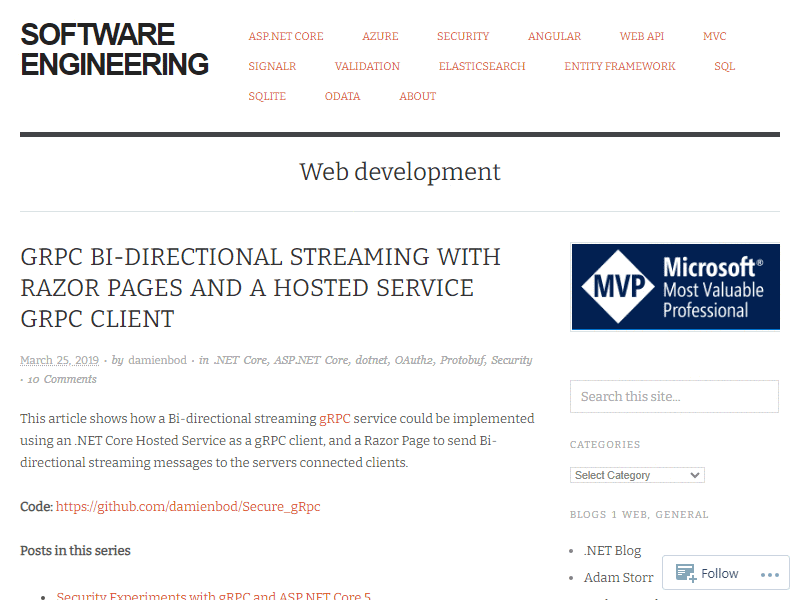 SOFTWARE
ENGINEERING
ASP.NET CORE AZURE SECURITY ANGULAR WEB API MVC
SIGNALR VALIDATION ELASTICSEARCH ENTITY FRAMEWORK SQL
SQLITE ODATA ABOUT
Web development
GRPC BI-DIRECTIONAL STREAMING WITH
RAZOR PAGES AND A HOSTED SERVICE
GRPC CLIENT
March 25, 2019 · by damienbod · in .NET Core, ASP.NET Core, dotnet, OAuth2, Protobuf, Security
· 10 Comments
This article shows how a Bi-directional streaming gRPC service could be implemented
using an .NET Core Hosted Service as a gRPC client, and a Razor Page to send Bi-
directional streaming messages to the servers connected clients.
Code: https://github.com/damienbod/Secure_gRpc
Posts in this series
• Security Experiments with gRPC and ASP.NET Core 5
MVP
Microsoft®
Most Valuable
Professional
Search this site...
CATEGORIES
Select Category
BLOGS 1 WEB, GENERAL
• .NET Blog
• Adam Storr
Follow